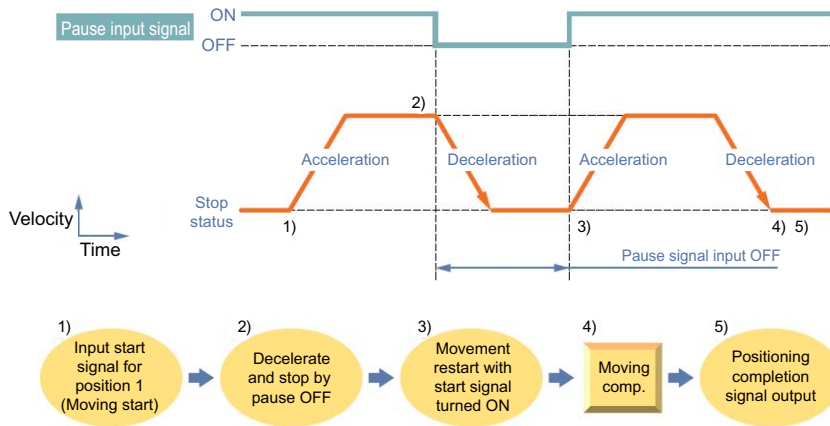 ON
Pause input signal
OFF
2)
Acceleration
Deceleration
Acceleration
Deceleration
Stop
status
Velocity
Time
1)
3)
4)
5)
Pause signal input OFF
1)
Input start
signal for
position 1
(Moving start)
2)
Decelerate
and stop by
pause OFF
3)
Movement
restart with
start signal
turned ON
4)
Moving
comp.
5)
Positioning
completion
signal output